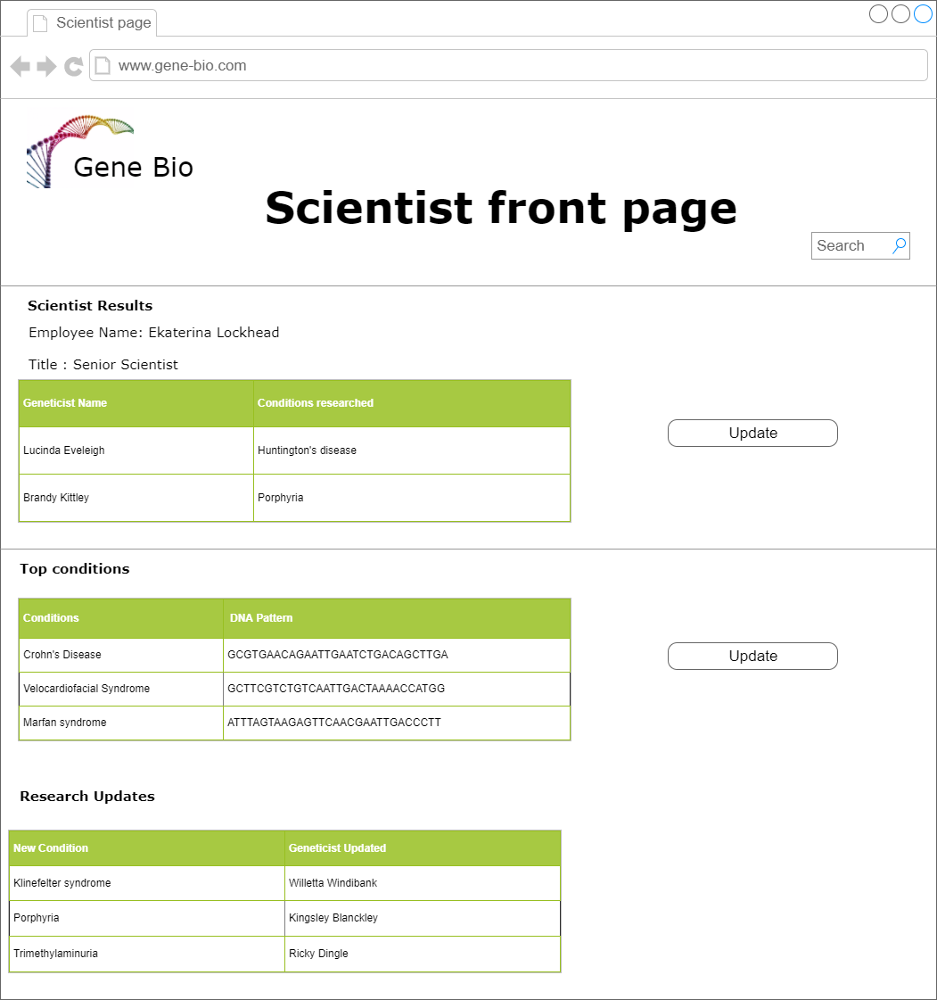 Scientist page
www.gene-bio.com
Gene Bio
Scientist front page
Search
Scientist Results
Employee Name: Ekaterina Lockhead
Title : Senior Scientist
Geneticist Name Conditions researched
Lucinda Eveleigh Huntington's disease
Update
Brandy Kittley Porphyria
Top conditions
Conditions DNA Pattern
Crohn's Disease GCGTGAACAGAATTGAATCTGACAGCTTGA
Update
Velocardiofacial Syndrome GCTTCGTCTGTCAATTGACTAAAACCATGG
Marfan syndrome ATTTAGTAAGAGTTCAACGAATTGACCCTT
Research Updates
New Condition Geneticist Updated
Klinefelter syndrome Willetta Windibank
Porphyria Kingsley Blanckley
Trimethylaminuria Ricky Dingle